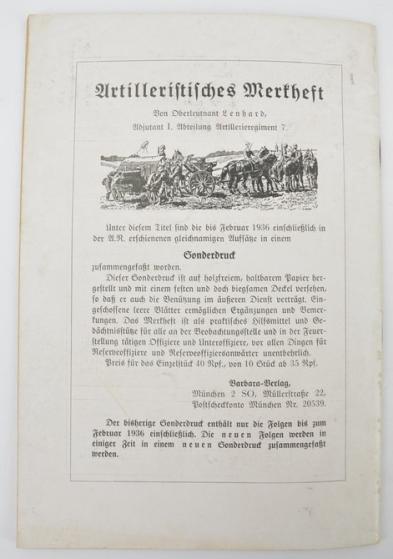 Artilleristisches Merkheft
Von Oberleutnant Lenhard,
Adjutant I. Abteilung Artillerieregiment 7.
Unter diesem Titel sind die bis Februar 1936 einschließlich in
der A.R. erschienenen gleichnamigen Aufsätze in einem
Sonderdruck
zusammengefaßt worden.
Dieser Sonderdruck ist auf holzfreiem, haltbarem Papier her-
gestellt und mit einem festen und doch biegsamen Deckel versehen,
so daß er auch die Benützung im äußeren Dienst verträgt. Ein-
geschossene leere Blätter ermöglichen Ergänzungen und Bemer-
kungen. Das Merkheft ist als praktisches Hilfsmittel und Ge-
dächtnisstütze für alle an der Beobachtungsstelle und in der Feuer-
stellung tätigen Offiziere und Unteroffiziere, vor allen Dingen für
Reserveoffiziere und Reserveoffiziersanwärter unentbehrlich.
Preis für das Einzelstück 40 Rpf., von 10 Stück ab 35 Rpf.
Barbara-Verlag,
München 2 SO, Müllerstraße 22,
Postscheckkonto München Nr. 20539.
Der bisherige Sonderdruck enthält nur die Folgen bis zum
Februar 1936 einschließlich. Die neuen Folgen werden in
einiger Zeit in einem neuen Sonderdruck zusammengefaßt
werden.